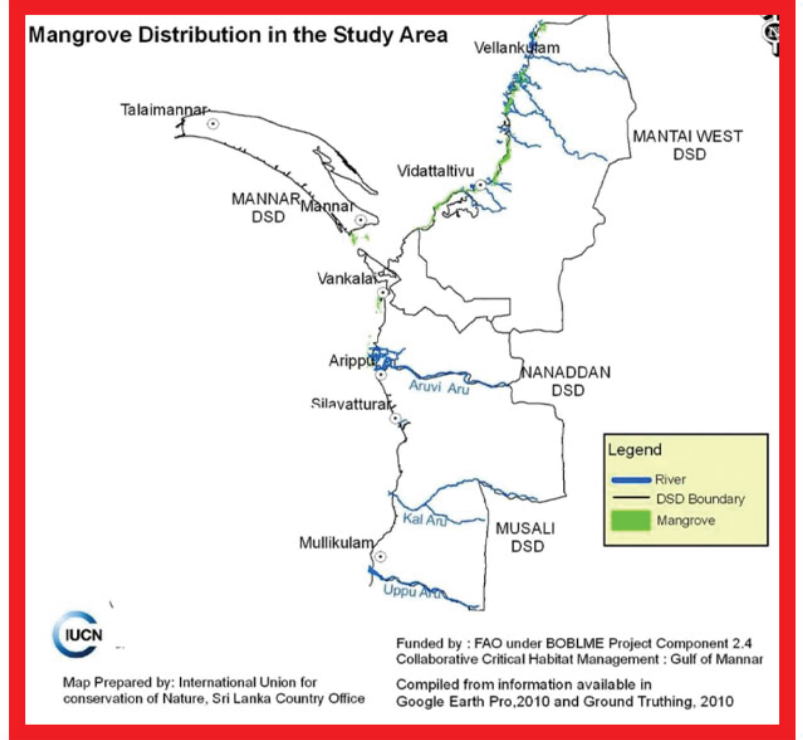 Mangrove Distribution in the Study Area
N
Vellankulam
Talaimannar
MANTAI WEST
DSD
Vidattaltivu
MANNAR
DSD
Mannar
Vankalai
Arippu
Aruvi Aru
NANADDAN
DSD
Silavatturai
Legend
River
DSD Boundary
Mangrove
Kal Aru
MUSALI
DSD
Mullikulam
Uppu Aru
IUCN
Funded by : FAO under BOBLME Project Component 2.4
Collaborative Critical Habitat Management : Gulf of Mannar
Map Prepared by: International Union for
conservation of Nature, Sri Lanka Country Office
Compiled from information available in
Google Earth Pro,2010 and Ground Truthing, 2010